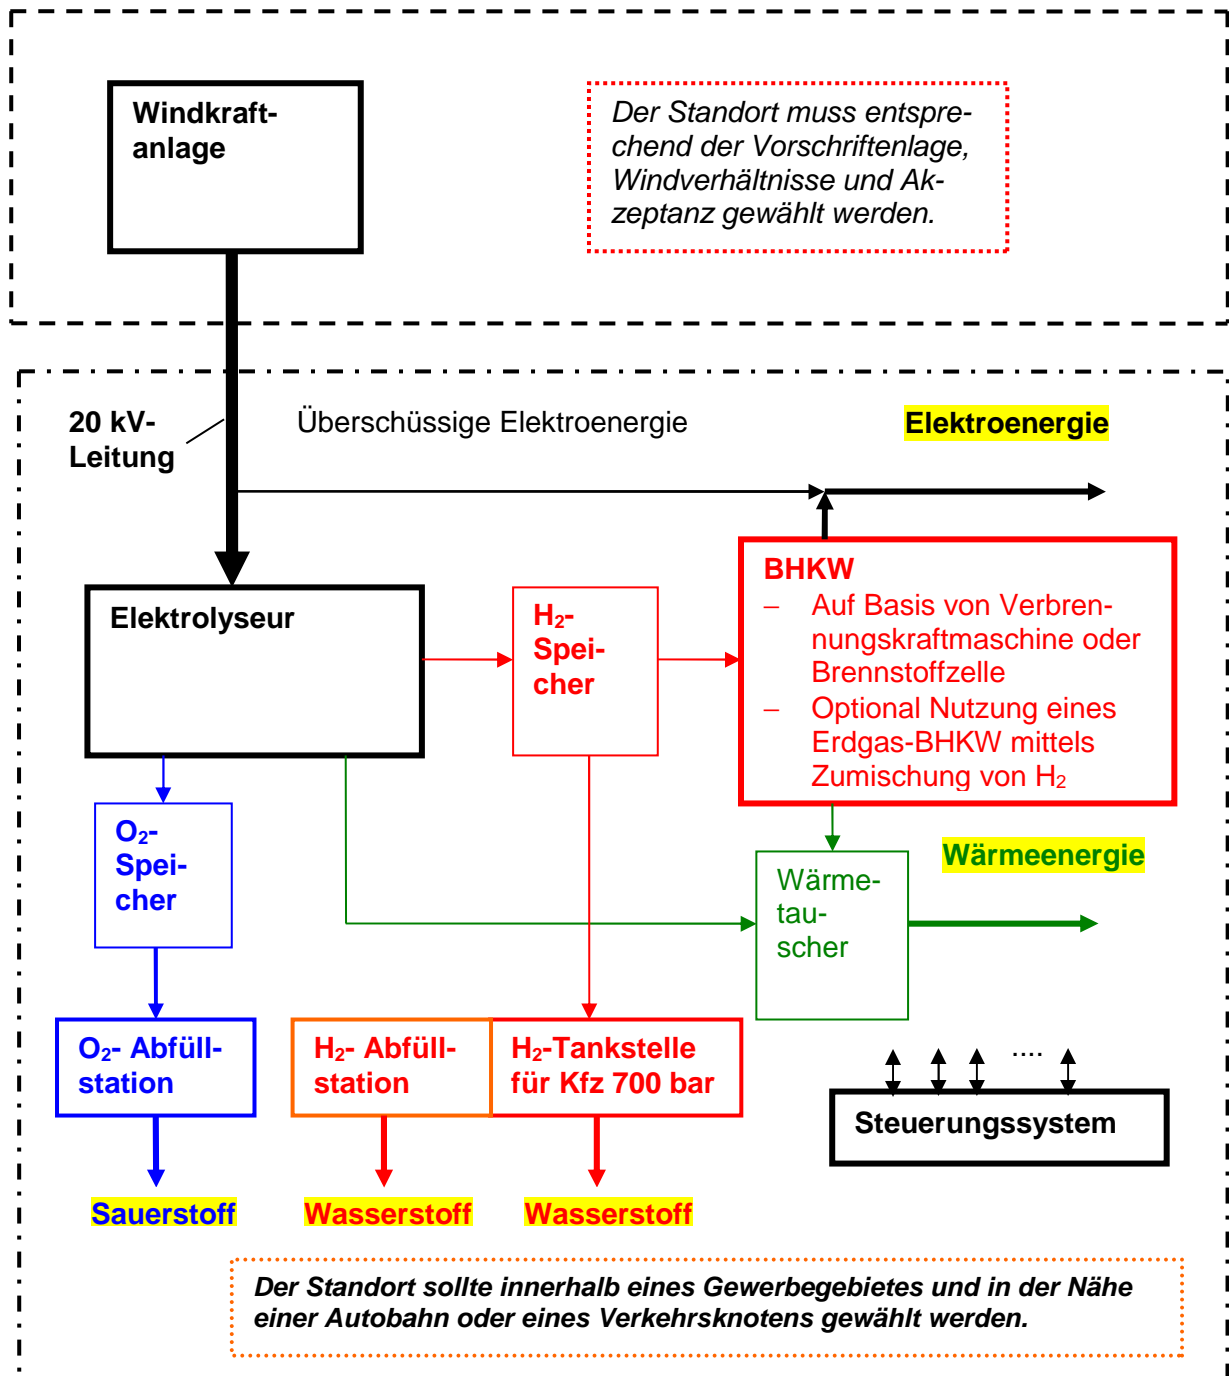 Windkraft-
anlage
Der Standort muss entspre-
chend der Vorschriftenlage,
Windverhältnisse und Ak-
zeptanz gewählt werden.
20 kV-
Leitung
Überschüssige Elektroenergie
Elektroenergie
Elektrolyseur
H₂-
Spei-
cher
BHKW
– Auf Basis von Verbren-
nungskraftmaschine oder
Brennstoffzelle
– Optional Nutzung eines
Erdgas-BHKW mittels
Zumischung von H₂
O₂-
Spei-
cher
Wärmeenergie
Wärme-
tau-
scher
O₂- Abfüll-
station
H₂- Abfüll-
station
H₂-Tankstelle
für Kfz 700 bar
....
Steuerungssystem
Sauerstoff
Wasserstoff
Wasserstoff
Der Standort sollte innerhalb eines Gewerbegebietes und in der Nähe
einer Autobahn oder eines Verkehrsknotens gewählt werden.